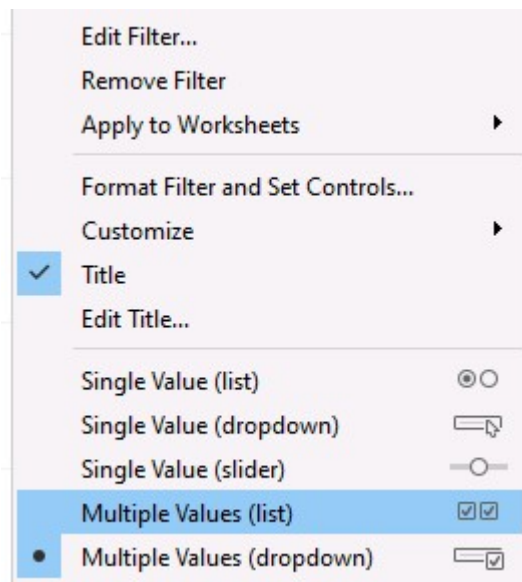 Edit Filter...
Remove Filter
Apply to Worksheets
Format Filter and Set Controls...
Customize
Title
Edit Title...
Single Value (list)
Single Value (dropdown)
Single Value (slider)
Multiple Values (list)
Multiple Values (dropdown)